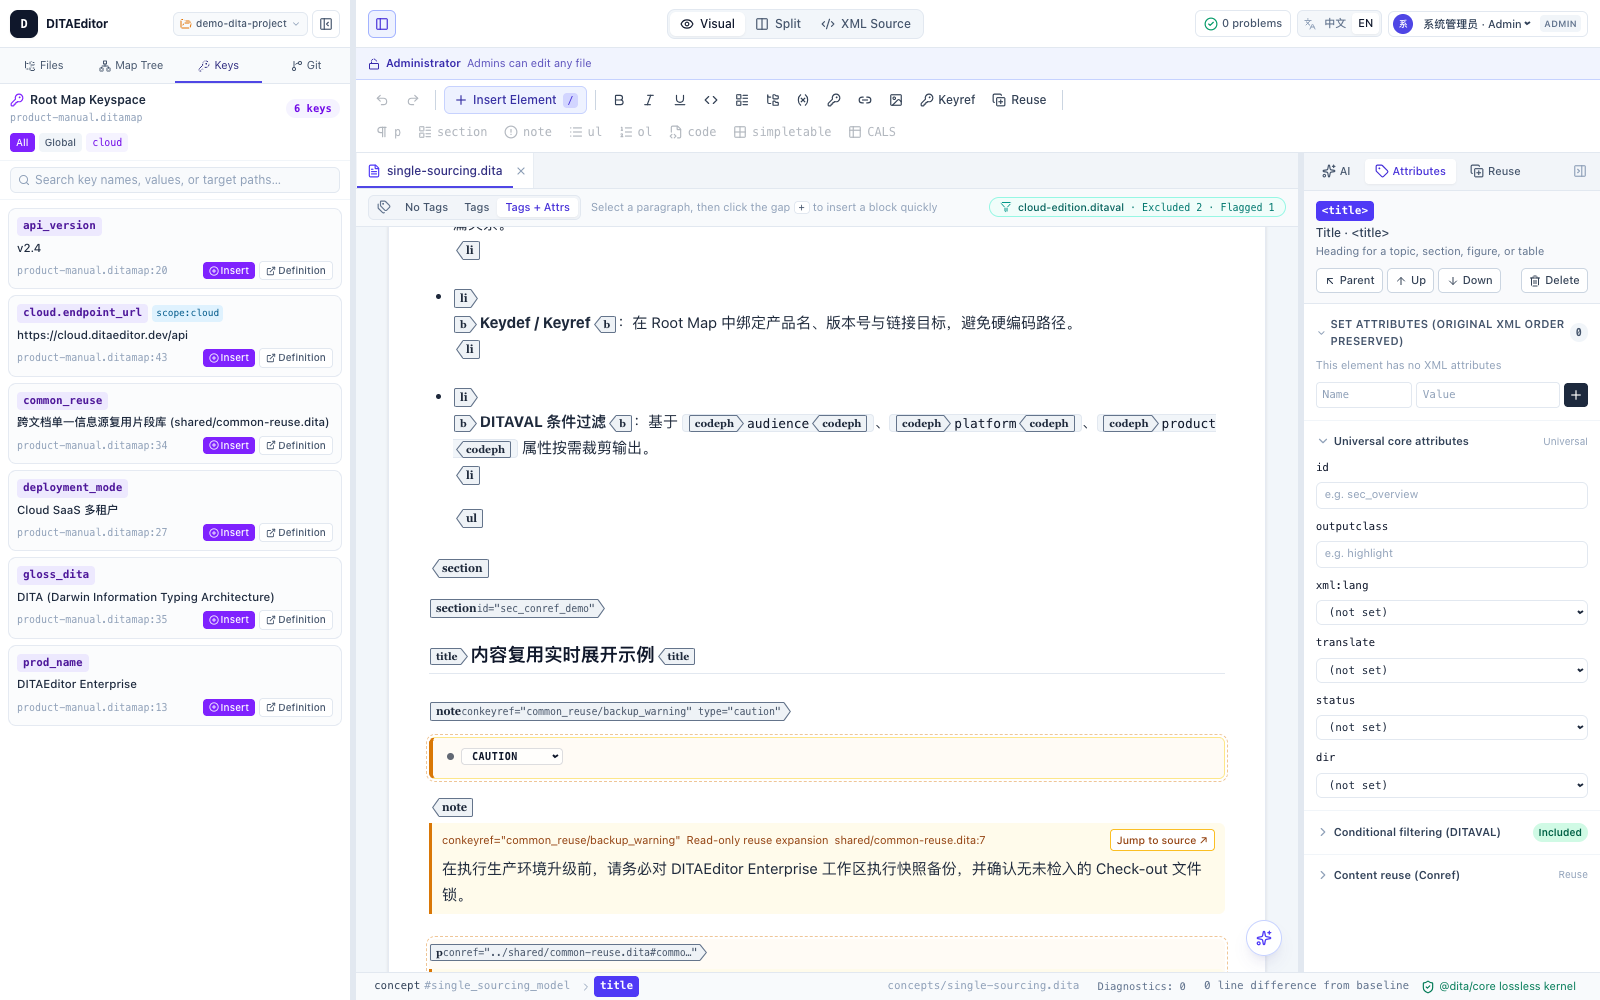 D DITAEditor
demo-dita-project
Files Map Tree Keys Git
Root Map Keyspace
product-manual.ditamap
6 keys
All Global cloud
Search key names, values, or target paths...
api_version
v2.4
product-manual.ditamap:20 Insert Definition
cloud.endpoint_url scope:cloud
https://cloud.ditaeditor.dev/api
product-manual.ditamap:43 Insert Definition
common_reuse
跨文档单一信息源复用片段库 (shared/common-reuse.dita)
product-manual.ditamap:34 Insert Definition
deployment_mode
Cloud SaaS 多租户
product-manual.ditamap:27 Insert Definition
gloss_dita
DITA (Darwin Information Typing Architecture)
product-manual.ditamap:35 Insert Definition
prod_name
DITAEditor Enterprise
product-manual.ditamap:13 Insert Definition
Visual Split XML Source
0 problems 中文 EN 系 系统管理员 · Admin ADMIN
Administrator Admins can edit any file
Insert Element / B I U Keyref Reuse
p section note ul ol code simpletable CALS
single-sourcing.dita
No Tags Tags Tags + Attrs Select a paragraph, then click the gap + to insert a block quickly
cloud-edition.ditaval · Excluded 2 · Flagged 1
li
li
b Keydef / Keyref b ：在 Root Map 中绑定产品名、版本号与链接目标，避免硬编码路径。
li
li
b DITAVAL 条件过滤 b ：基于 codeph audience codeph 、 codeph platform codeph 、 codeph product
codeph 属性按需裁剪输出。
li
ul
section
section id="sec_conref_demo"
title 内容复用实时展开示例 title
note conkeyref="common_reuse/backup_warning" type="caution"
CAUTION
note
conkeyref="common_reuse/backup_warning" Read-only reuse expansion shared/common-reuse.dita:7 Jump to source ↗
在执行生产环境升级前，请务必对 DITAEditor Enterprise 工作区执行快照备份，并确认无未检入的 Check-out 文件
锁。
p conref="../shared/common-reuse.dita#commo…"
AI Attributes Reuse
<title>
Title · <title>
Heading for a topic, section, figure, or table
Parent Up Down Delete
SET ATTRIBUTES (ORIGINAL XML ORDER
PRESERVED) 0
This element has no XML attributes
Name Value +
Universal core attributes Universal
id
e.g. sec_overview
outputclass
e.g. highlight
xml:lang
(not set)
translate
(not set)
status
(not set)
dir
(not set)
Conditional filtering (DITAVAL) Included
Content reuse (Conref) Reuse
concept #single_sourcing_model › title
concepts/single-sourcing.dita Diagnostics: 0 0 line difference from baseline @dita/core lossless kernel